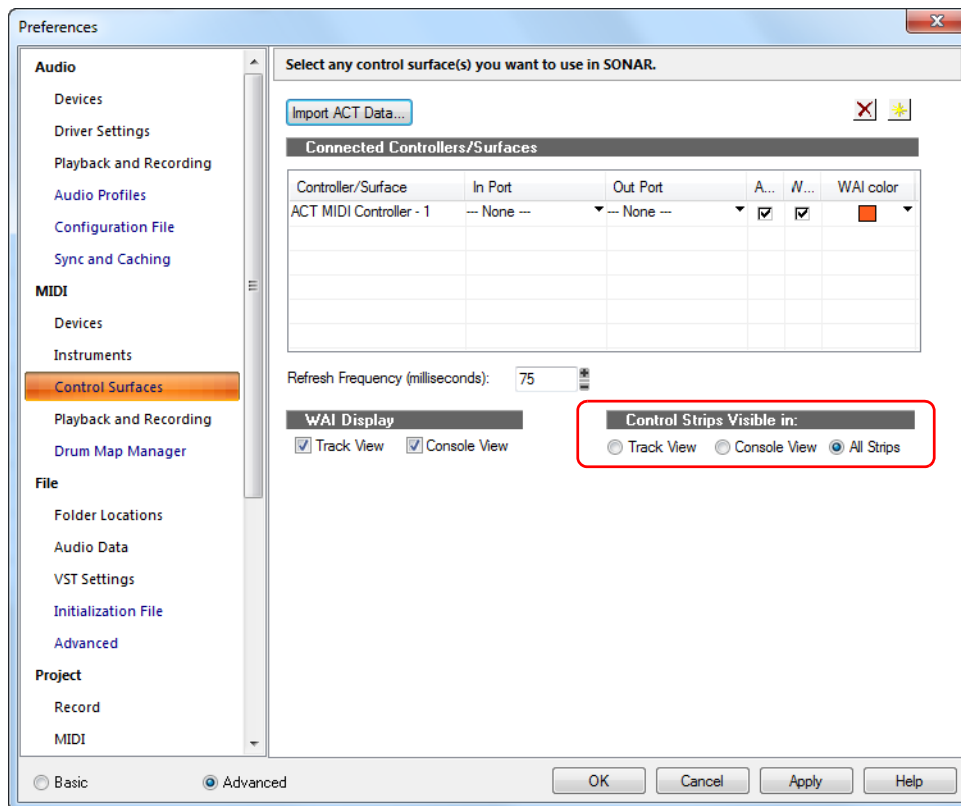 Preferences
Audio
Devices
Driver Settings
Playback and Recording
Audio Profiles
Configuration File
Sync and Caching
MIDI
Devices
Instruments
Control Surfaces
Playback and Recording
Drum Map Manager
File
Folder Locations
Audio Data
VST Settings
Initialization File
Advanced
Project
Record
MIDI
Select any control surface(s) you want to use in SONAR.
Import ACT Data...
Connected Controllers/Surfaces
Controller/Surface In Port Out Port A... W... WAI color
ACT MIDI Controller - 1 --- None --- --- None ---
Refresh Frequency (milliseconds): 75
WAI Display
Track View Console View
Control Strips Visible in:
Track View Console View All Strips
Basic Advanced OK Cancel Apply Help